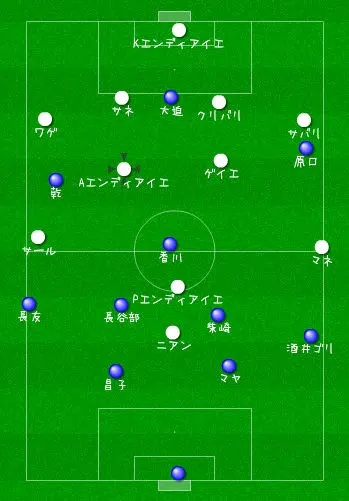 Kエンディアイエ
サネ
大迫
クリバリ
ワゲ
サバリ
原口
Aエンディアイエ
ゲイエ
乾
サール
香川
マネ
Pエンディアイエ
長友
長谷部
柴崎
ニアン
酒井ゴリ
昌子
マヤ